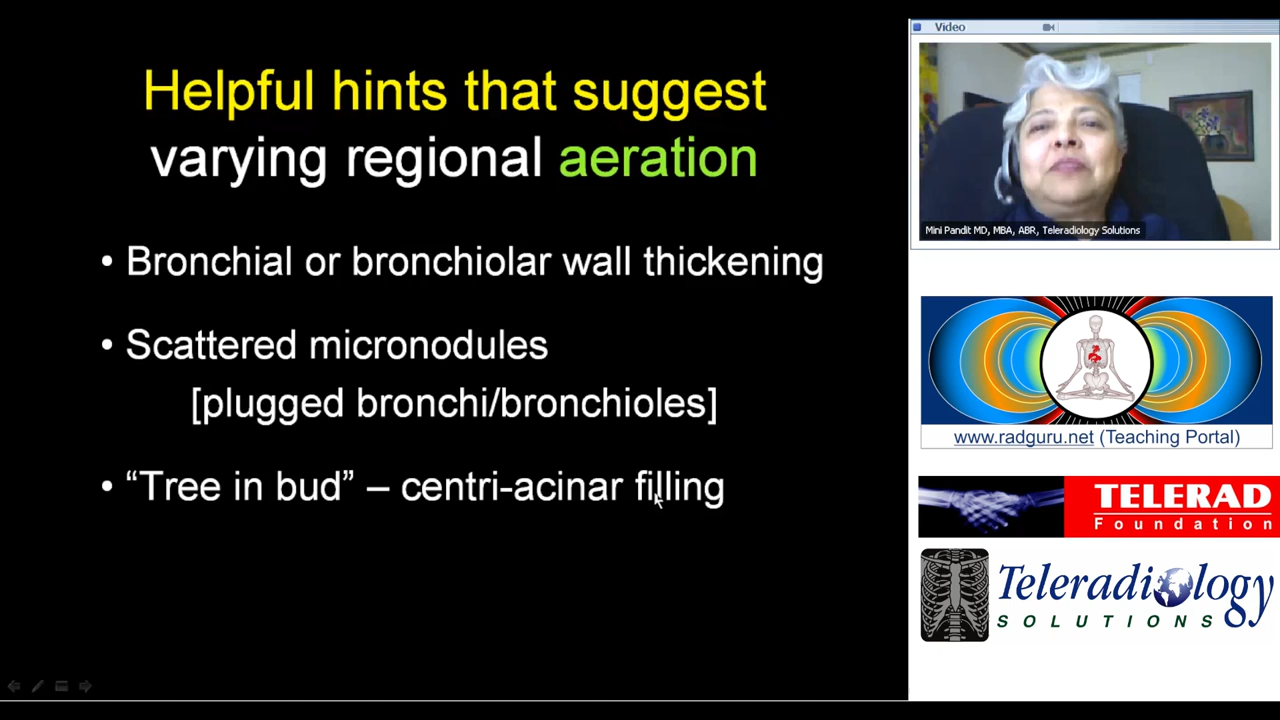 Helpful hints that suggest
varying regional aeration
• Bronchial or bronchiolar wall thickening
• Scattered micronodules
[plugged bronchi/bronchioles]
• “Tree in bud” – centri-acinar filling
Video
Mini Pandit MD, MBA, ABR, Teleradiology Solutions
www.radguru.net (Teaching Portal)
TELERAD
Foundation
Teleradiology
SOLUTIONS